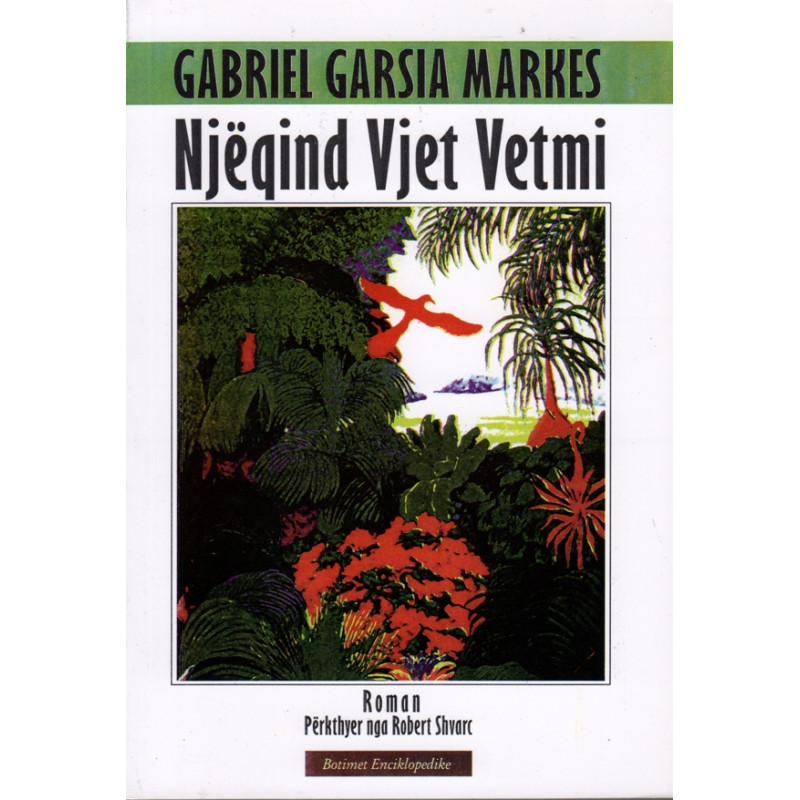 GABRIEL GARSIA MARKES
Njëqind Vjet Vetmi
Roman
Përkthyer nga Robert Shvarc
Botimet Enciklopedike